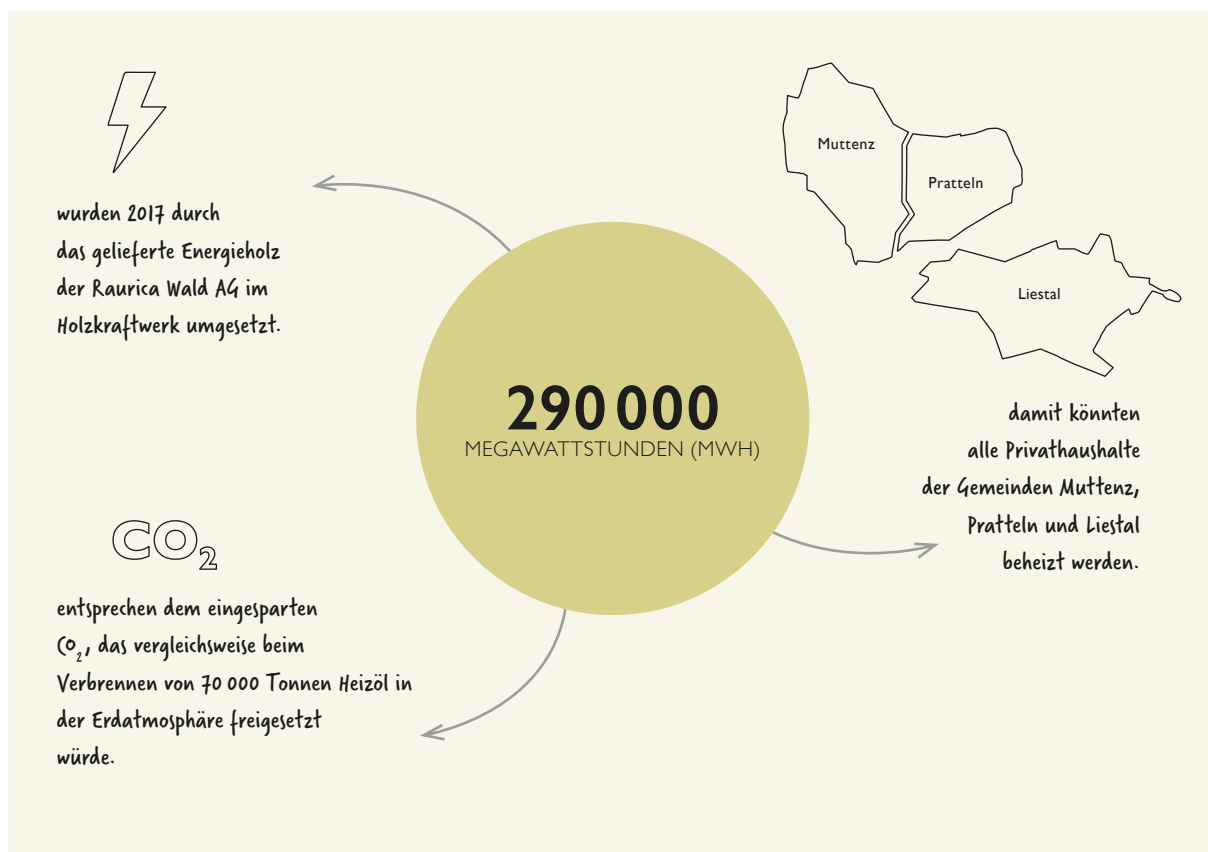 wurden 2017 durch
das gelieferte Energieholz
der Raurica Wald AG im
Holzkraftwerk umgesetzt.
Muttenz
Pratteln
Liestal
290 000
MEGAWATTSTUNDEN (MWH)
damit könnten
alle Privathaushalte
der Gemeinden Muttenz,
Pratteln und Liestal
beheizt werden.
CO₂
entsprechen dem eingesparten
CO₂, das vergleichsweise beim
Verbrennen von 70 000 Tonnen Heizöl in
der Erdatmosphäre freigesetzt
würde.